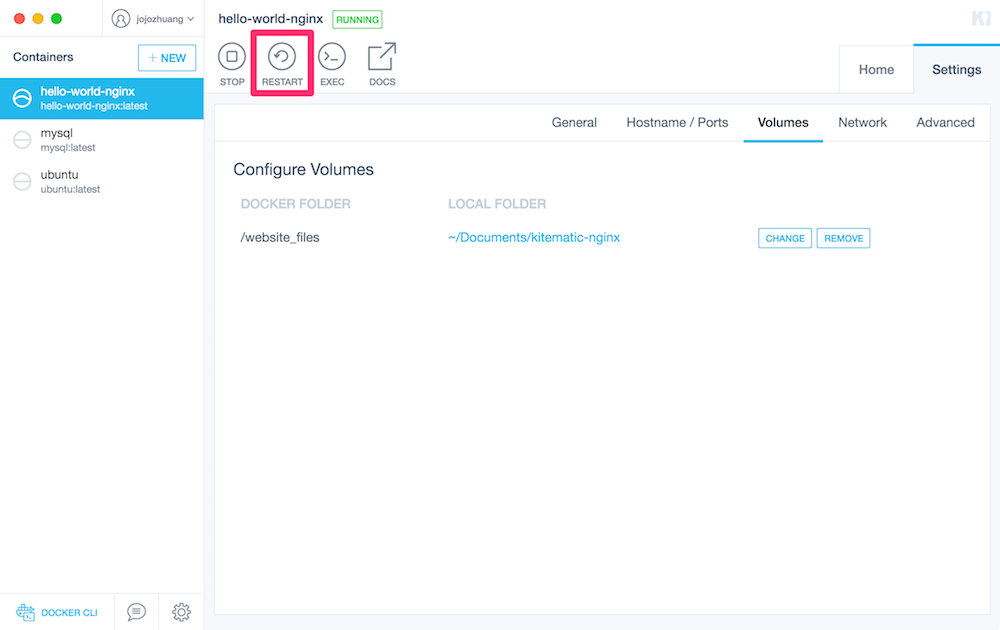 jojozhuang
hello-world-nginx RUNNING
Containers
+ NEW
hello-world-nginx
hello-world-nginx:latest
mysql
mysql:latest
ubuntu
ubuntu:latest
DOCKER CLI
STOP RESTART EXEC DOCS
Home Settings
General Hostname / Ports Volumes Network Advanced
Configure Volumes
DOCKER FOLDER LOCAL FOLDER
/website_files ~/Documents/kitematic-nginx CHANGE REMOVE